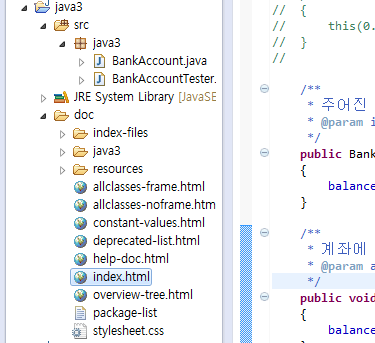 java3
src
java3
BankAccount.java
BankAccountTester.
JRE System Library [JavaSE
doc
index-files
java3
resources
allclasses-frame.html
allclasses-noframe.htm
constant-values.html
deprecated-list.html
help-doc.html
index.html
overview-tree.html
package-list
stylesheet.css
// {
// this(0.
// }
//
/**
* 주어진
* @param i
*/
public Bank
{
balance
}
/**
* 계좌에
* @param a
*/
public void
{
balance